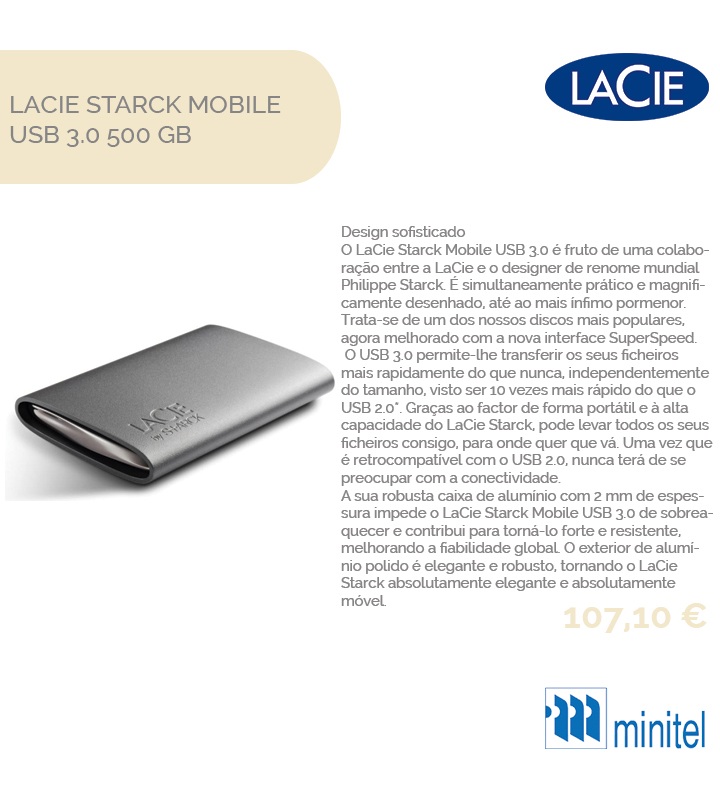 LACIE STARCK MOBILE
USB 3.0 500 GB
LACIE
Design sofisticado
O LaCie Starck Mobile USB 3.0 é fruto de uma colabo-
ração entre a LaCie e o designer de renome mundial
Philippe Starck. É simultaneamente prático e magnifi-
camente desenhado, até ao mais ínfimo pormenor.
Trata-se de um dos nossos discos mais populares,
agora melhorado com a nova interface SuperSpeed.
O USB 3.0 permite-lhe transferir os seus ficheiros
mais rapidamente do que nunca, independentemente
do tamanho, visto ser 10 vezes mais rápido do que o
USB 2.0*. Graças ao factor de forma portátil e à alta
capacidade do LaCie Starck, pode levar todos os seus
ficheiros consigo, para onde quer que vá. Uma vez que
é retrocompatível com o USB 2.0, nunca terá de se
preocupar com a conectividade.
A sua robusta caixa de alumínio com 2 mm de espes-
sura impede o LaCie Starck Mobile USB 3.0 de sobrea-
quecer e contribui para torná-lo forte e resistente,
melhorando a fiabilidade global. O exterior de alumí-
nio polido é elegante e robusto, tornando o LaCie
Starck absolutamente elegante e absolutamente
móvel.
LACIE
by S+ARCK
107,10 €
minitel